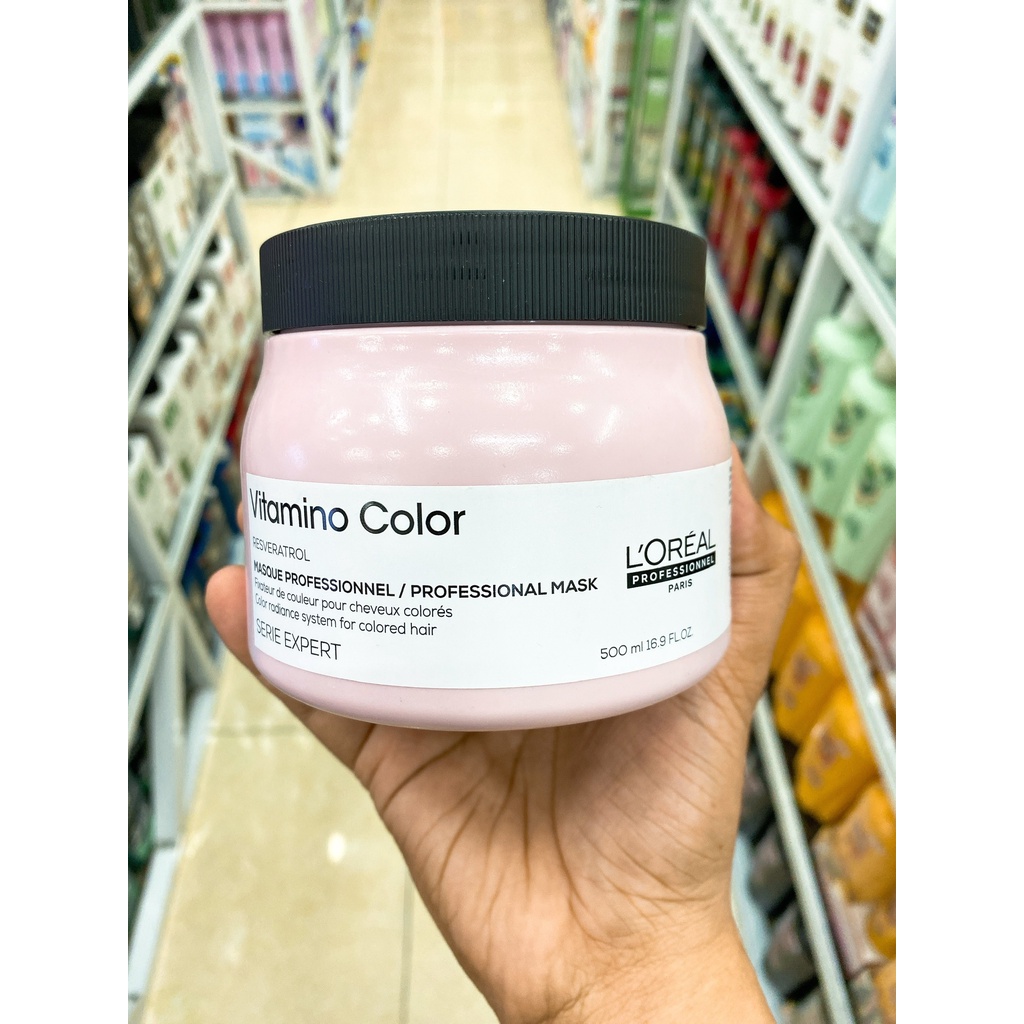 Vitamino Color
RESVERATROL
MASQUE PROFESSIONNEL / PROFESSIONAL MASK
Fixateur de couleur pour cheveux colorés
Color radiance system for colored hair
SERIE EXPERT
L'ORÉAL
PROFESSIONNEL
PARIS
500 ml 16.9 FL.OZ.